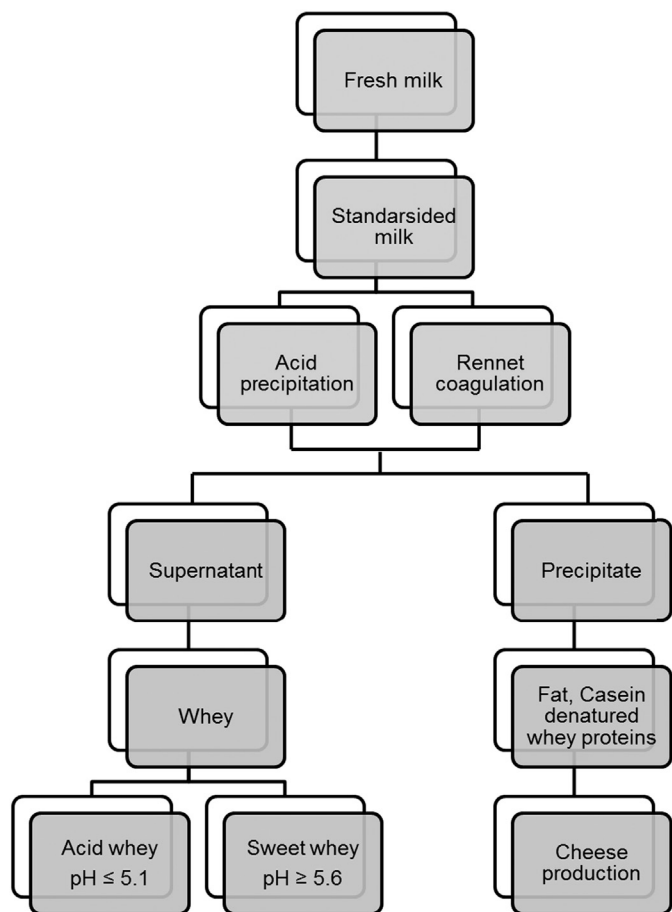 Fresh milk
Standarsided
milk
Acid
precipitation
Rennet
coagulation
Supernatant
Precipitate
Whey
Fat, Casein
denatured
whey proteins
Acid whey
pH ≤ 5.1
Sweet whey
pH ≥ 5.6
Cheese
production